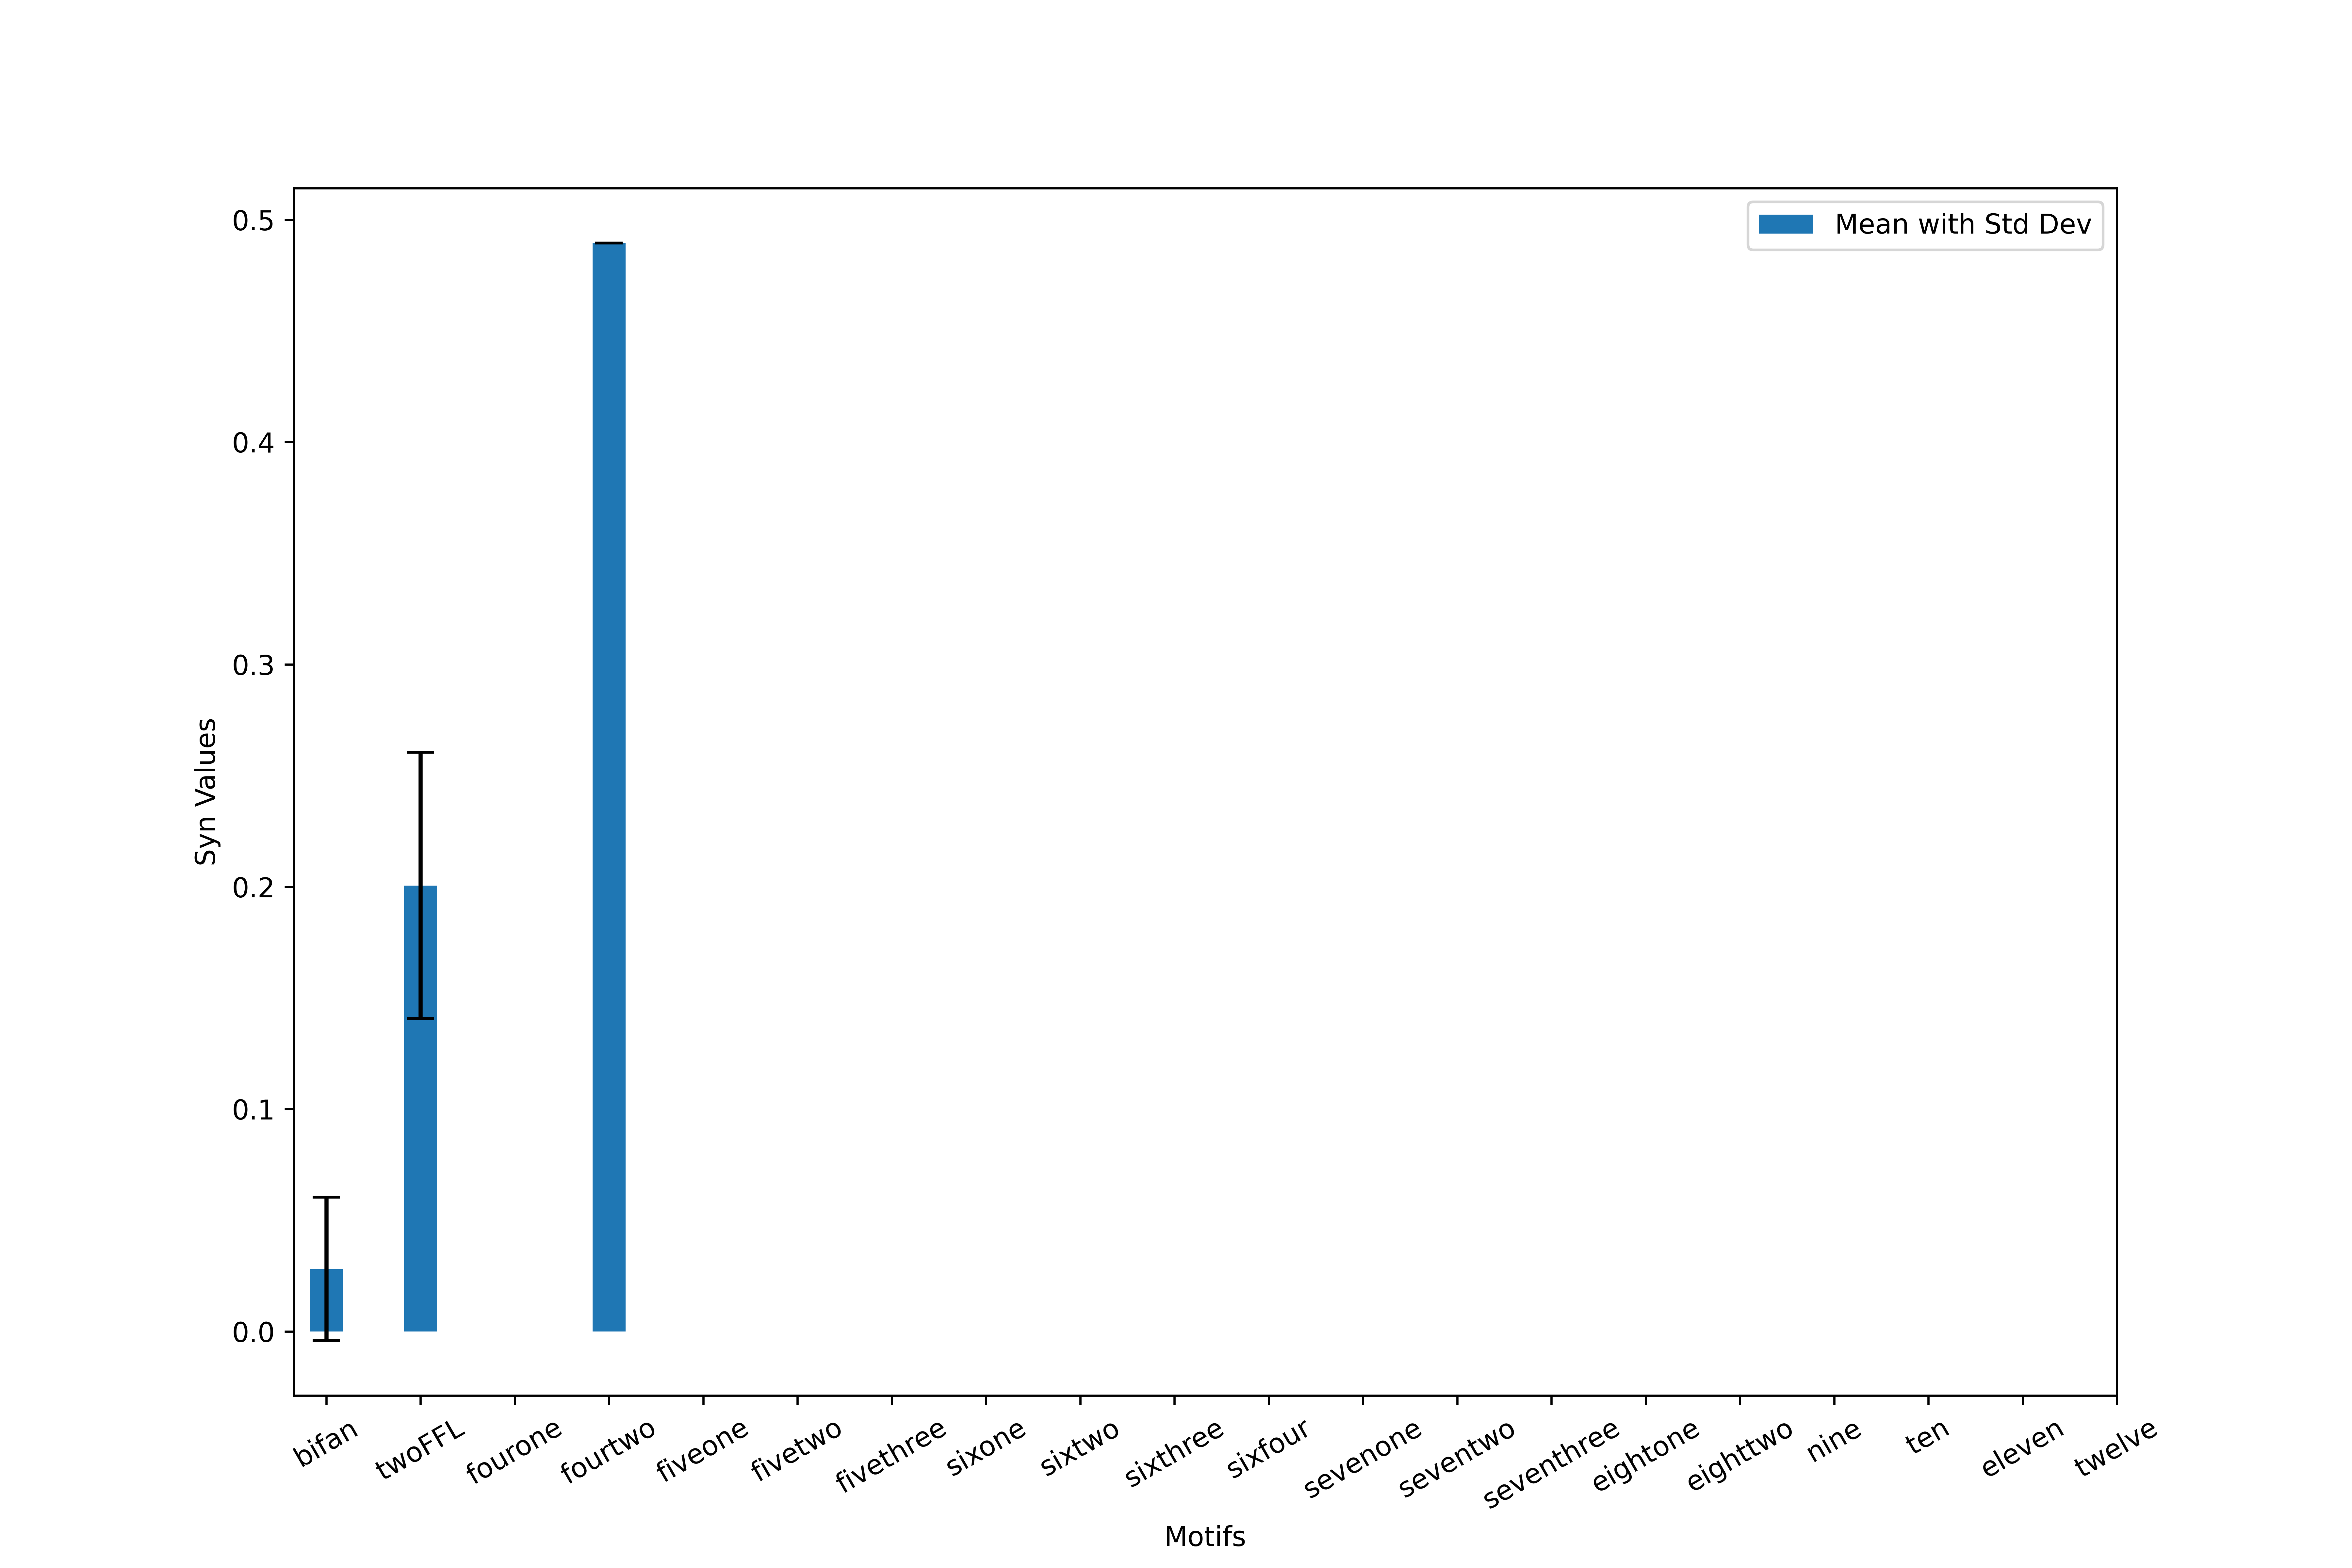 Mean with Std Dev
0.5
0.4
0.3
0.2
0.1
0.0
Syn Values
bifan twoFFL fourone fourtwo fiveone fivetwo fivethree sixone sixtwo sixthree sixfour sevenone seventwo seventhree eightone eighttwo nine ten eleven twelve
Motifs